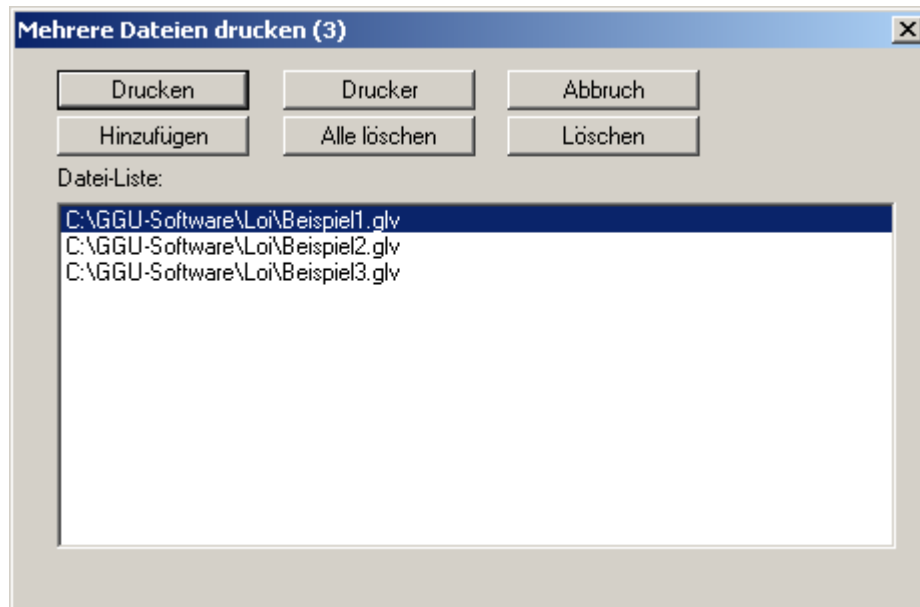 Mehrere Dateien drucken (3)
Drucken Drucker Abbruch
Hinzufügen Alle löschen Löschen
Datei-Liste:
C:\GGU-Software\Loi\Beispiel1.glv
C:\GGU-Software\Loi\Beispiel2.glv
C:\GGU-Software\Loi\Beispiel3.glv